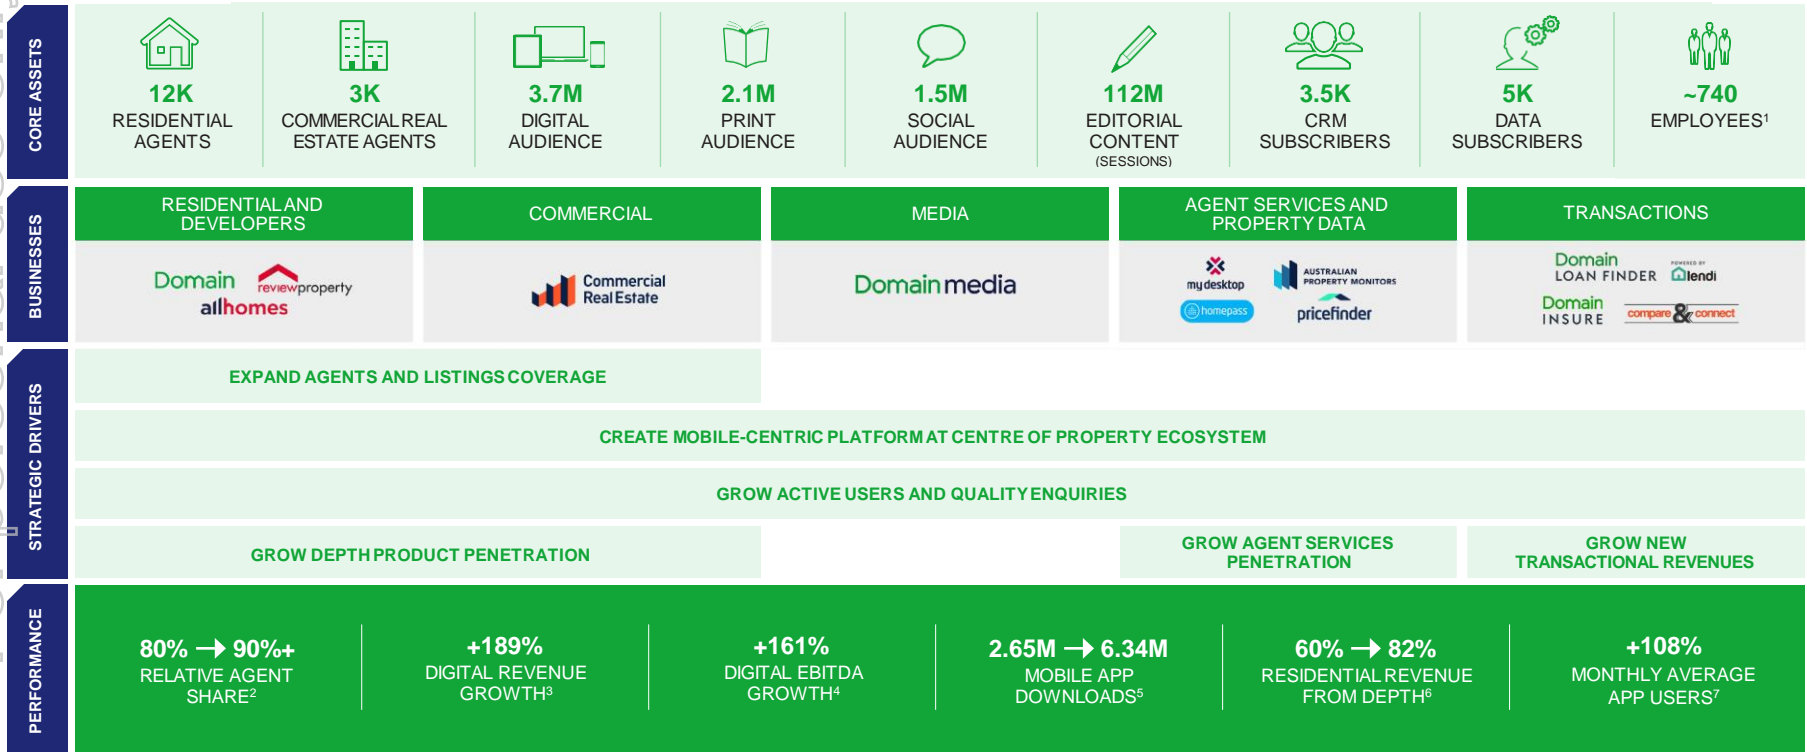 CORE ASSETS
12K
RESIDENTIAL
AGENTS
3K
COMMERCIAL REAL
ESTATE AGENTS
3.7M
DIGITAL
AUDIENCE
2.1M
PRINT
AUDIENCE
1.5M
SOCIAL
AUDIENCE
112M
EDITORIAL
CONTENT
(SESSIONS)
3.5K
CRM
SUBSCRIBERS
5K
DATA
SUBSCRIBERS
~740
EMPLOYEES¹
BUSINESSES
RESIDENTIAL AND
DEVELOPERS
Domain
reviewproperty
allhomes
COMMERCIAL
Commercial
Real Estate
MEDIA
Domain media
AGENT SERVICES AND
PROPERTY DATA
my desktop
AUSTRALIAN
PROPERTY MONITORS
homepass
pricefinder
TRANSACTIONS
Domain
LOAN FINDER
POWERED BY
lendi
Domain
INSURE
compare & connect
STRATEGIC DRIVERS
EXPAND AGENTS AND LISTINGS COVERAGE
CREATE MOBILE-CENTRIC PLATFORM AT CENTRE OF PROPERTY ECOSYSTEM
GROW ACTIVE USERS AND QUALITY ENQUIRIES
GROW DEPTH PRODUCT PENETRATION
GROW AGENT SERVICES
PENETRATION
GROW NEW
TRANSACTIONAL REVENUES
PERFORMANCE
80% → 90%+
RELATIVE AGENT
SHARE²
+189%
DIGITAL REVENUE
GROWTH³
+161%
DIGITAL EBITDA
GROWTH⁴
2.65M → 6.34M
MOBILE APP
DOWNLOADS⁵
60% → 82%
RESIDENTIAL REVENUE
FROM DEPTH⁶
+108%
MONTHLY AVERAGE
APP USERS⁷